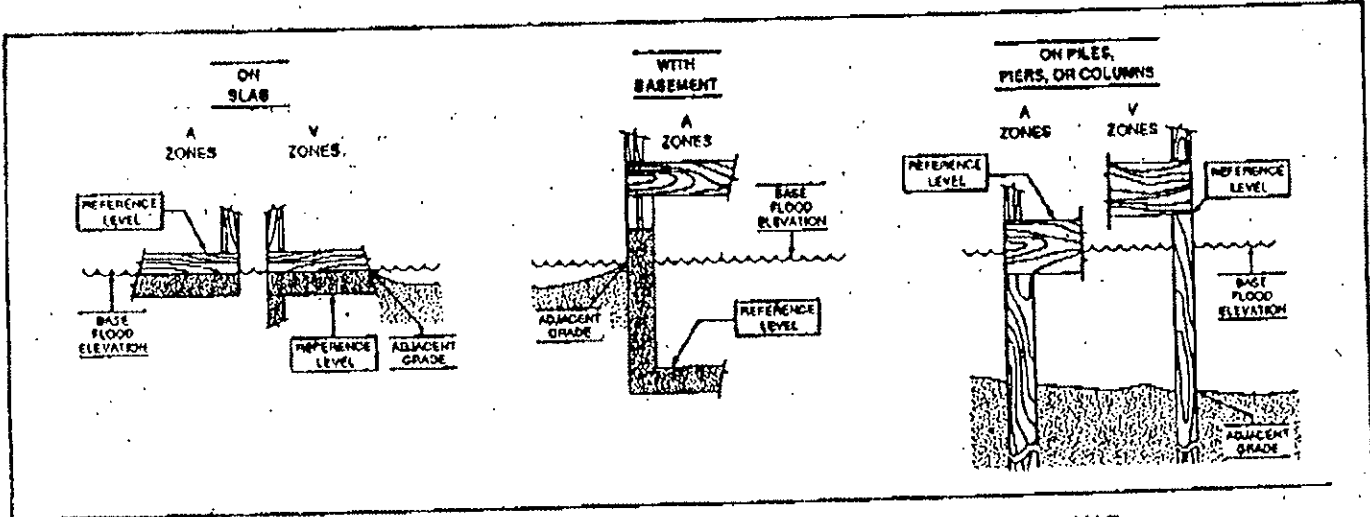 ON
SLAB
A
ZONES
V
ZONES
REFERENCE
LEVEL
BASE
FLOOD
ELEVATION
REFERENCE
LEVEL
ADJACENT
GRADE
WITH
BASEMENT
A
ZONES
BASE
FLOOD
ELEVATION
ADJACENT
GRADE
REFERENCE
LEVEL
ON PILES,
PIERS, OR COLUMNS
A
ZONES
V
ZONES
REFERENCE
LEVEL
REFERENCE
LEVEL
BASE
FLOOD
ELEVATION
ADJACENT
GRADE